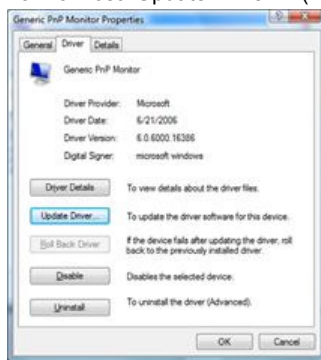 Generic PnP Monitor Properties
General Driver Details
Generic PnP Monitor
Driver Provider: Microsoft
Driver Date: 6/21/2006
Driver Version: 6.0.6000.16386
Digital Signer: microsoft windows
Driver Details To view details about the driver files.
Update Driver... To update the driver software for this device.
Roll Back Driver If the device fails after updating the driver, roll
back to the previously installed driver.
Disable Disables the selected device.
Uninstall To uninstall the driver (Advanced).
OK Cancel